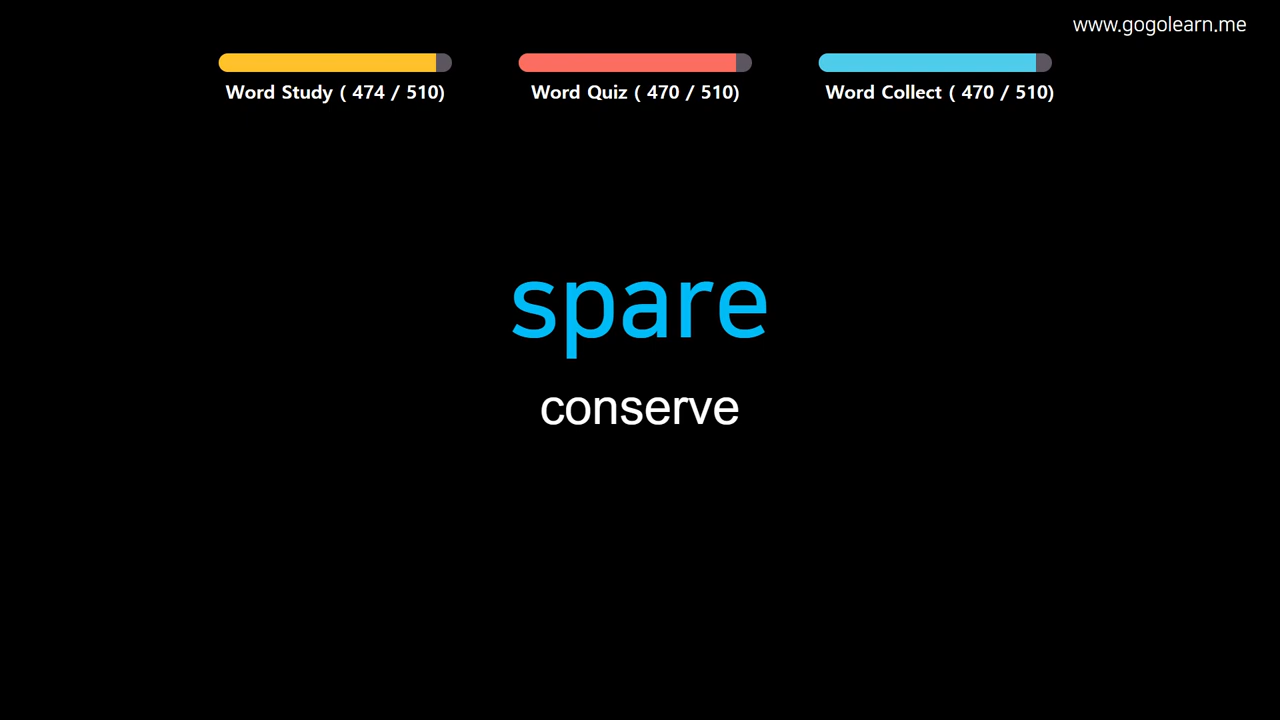 www.gogolearn.me
Word Study ( 474 / 510)
Word Quiz ( 470 / 510)
Word Collect ( 470 / 510)
spare
conserve